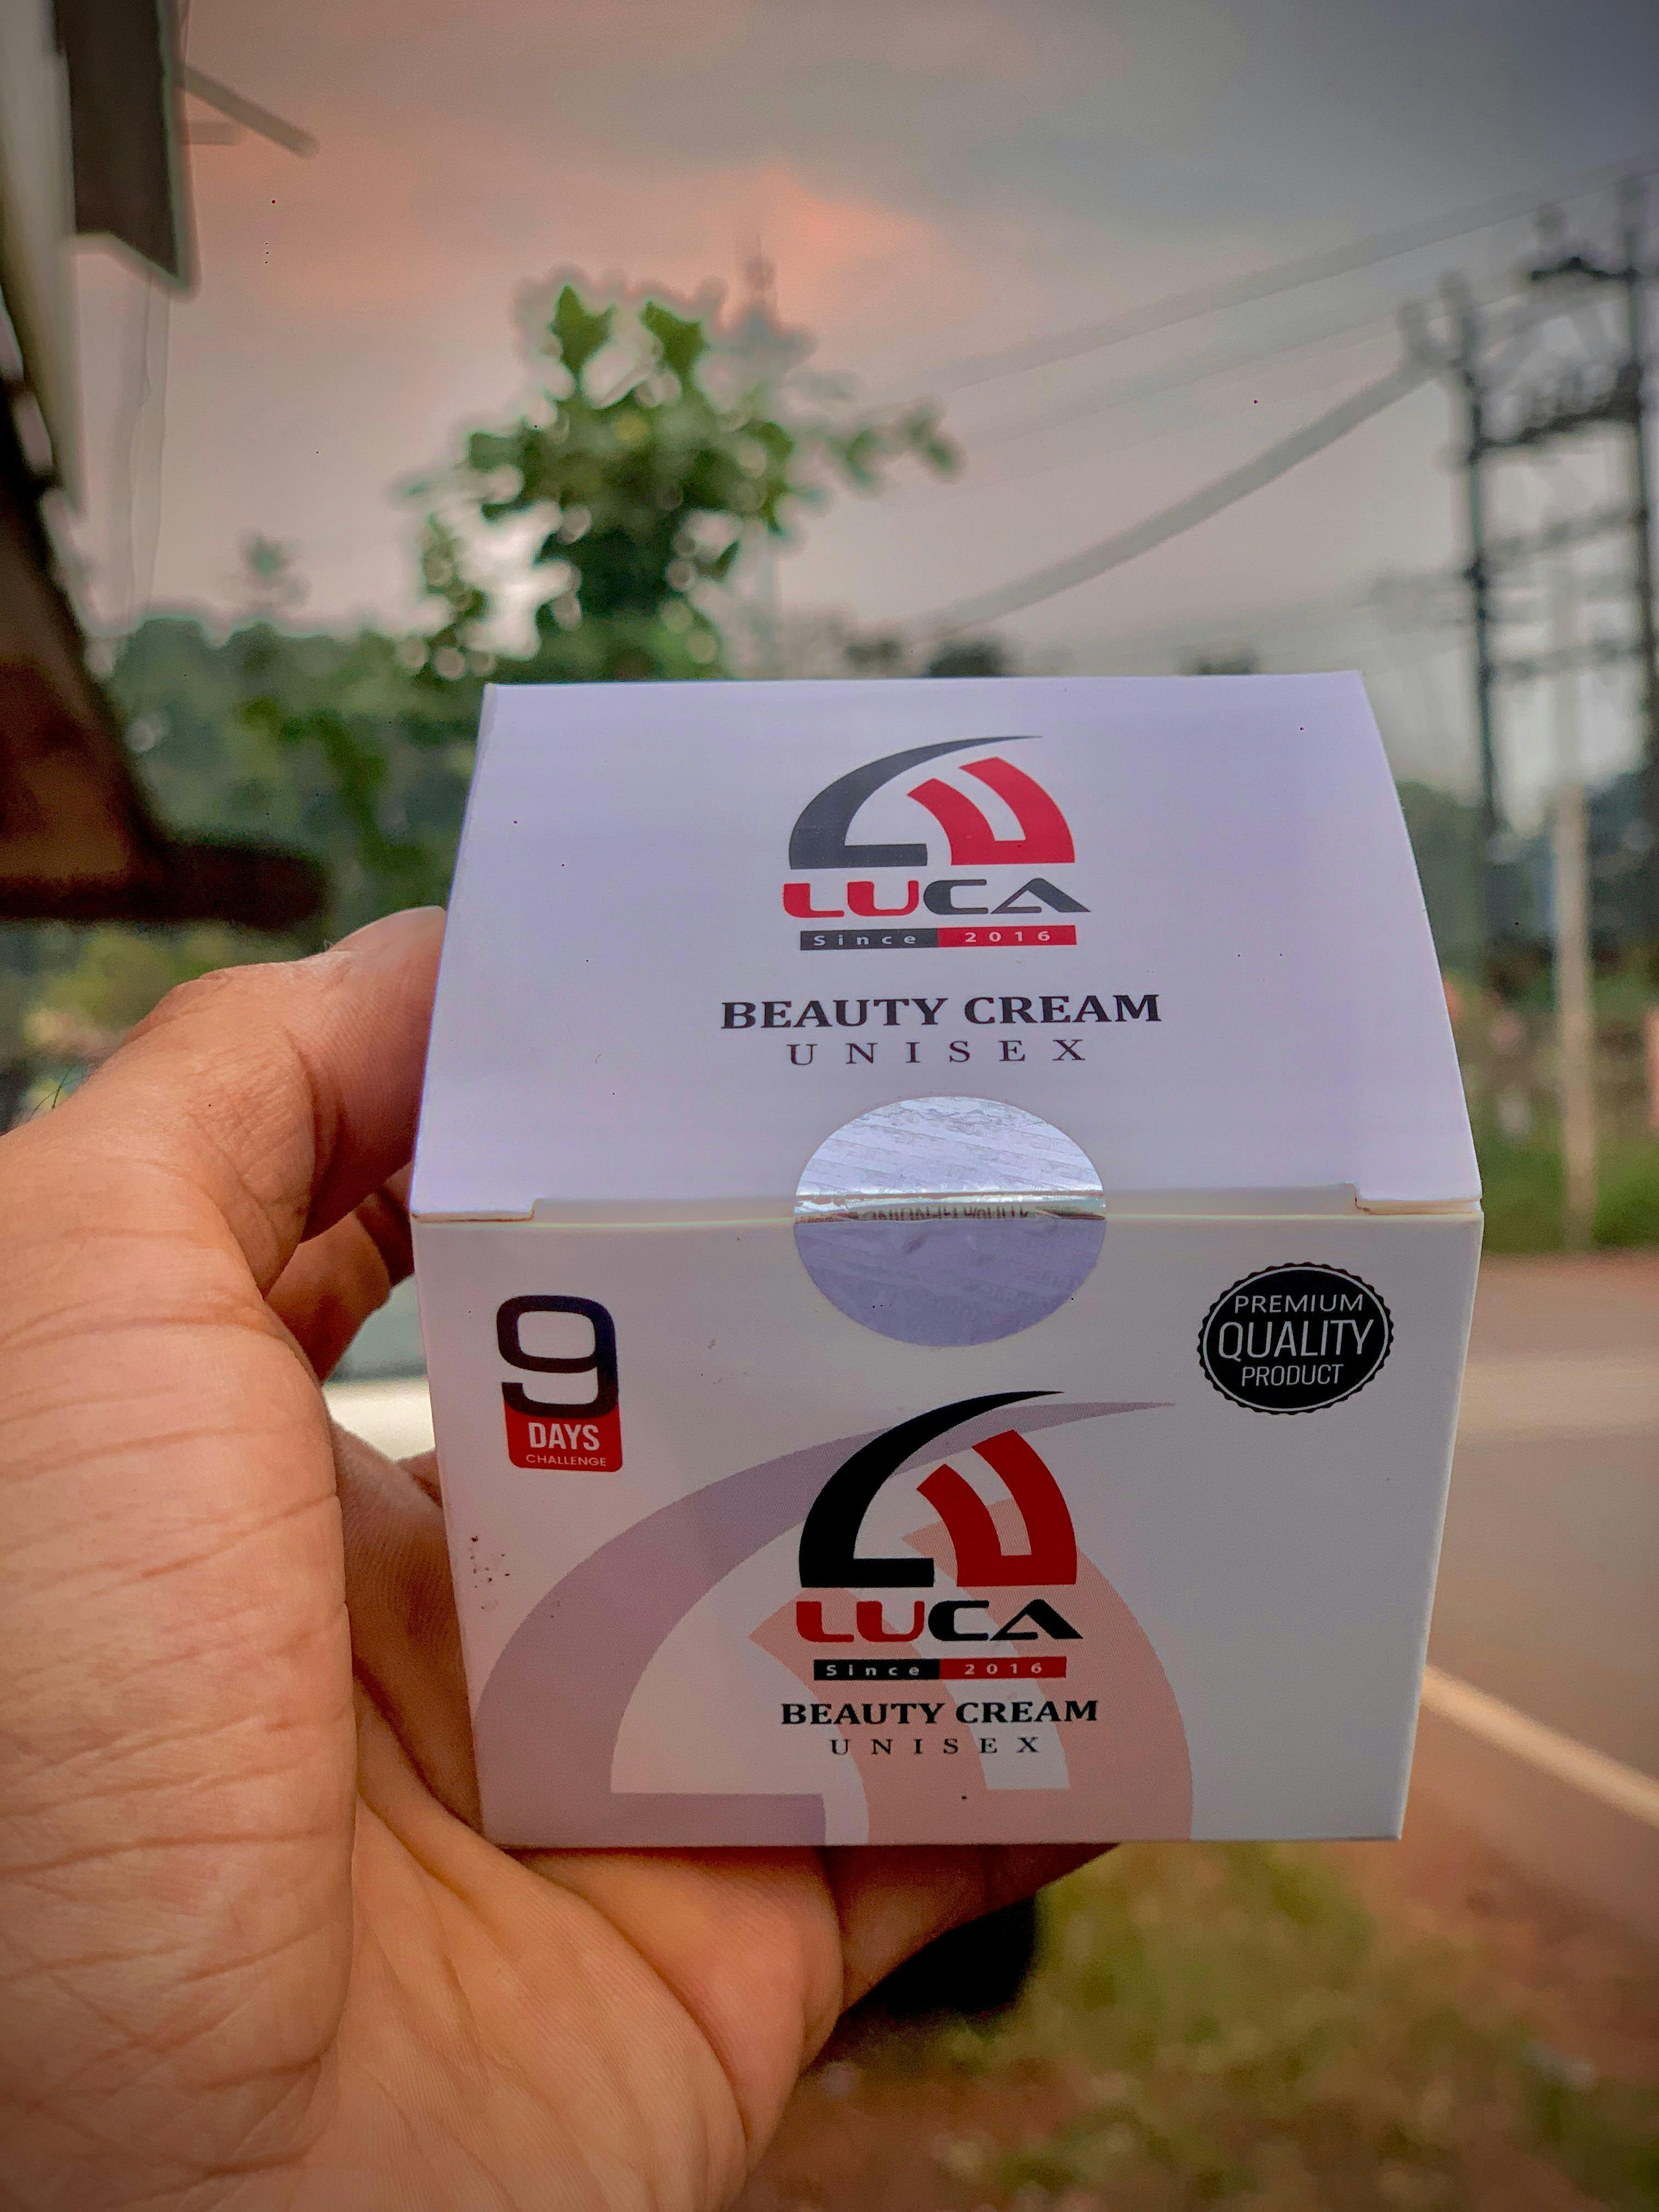 LUCA
Since 2016
BEAUTY CREAM
UNISEX
9
DAYS
CHALLENGE
PREMIUM
QUALITY
PRODUCT
LUCA
Since 2016
BEAUTY CREAM
UNISEX